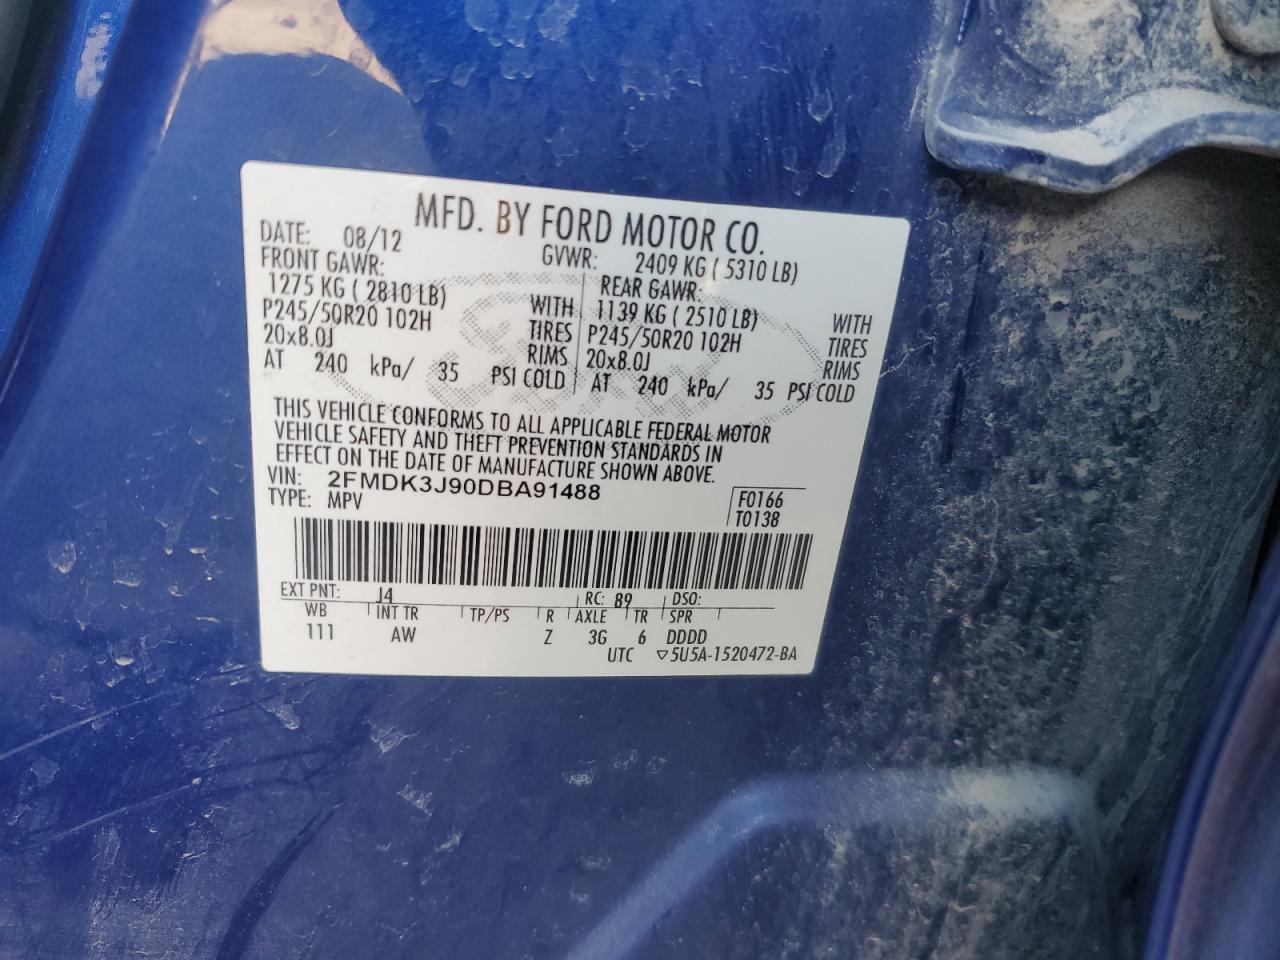 MFD. BY FORD MOTOR CO.
DATE: 08/12 GVWR: 2409 KG ( 5310 LB)
FRONT GAWR: REAR GAWR:
1275 KG ( 2810 LB) WITH 1139 KG ( 2510 LB) WITH
P245/50R20 102H TIRES P245/50R20 102H TIRES
20x8.0J RIMS 20x8.0J RIMS
AT 240 kPa/ 35 PSI COLD AT 240 kPa/ 35 PSI COLD
THIS VEHICLE CONFORMS TO ALL APPLICABLE FEDERAL MOTOR
VEHICLE SAFETY AND THEFT PREVENTION STANDARDS IN
EFFECT ON THE DATE OF MANUFACTURE SHOWN ABOVE.
VIN: 2FMDK3J90DBA91488
TYPE: MPV
F0166
T0138
EXT PNT: J4 RC: 89 DSO:
WB INT TR TP/PS R AXLE TR SPR
111 AW Z 3G 6 DDDD
UTC ▽5U5A-1520472-BA